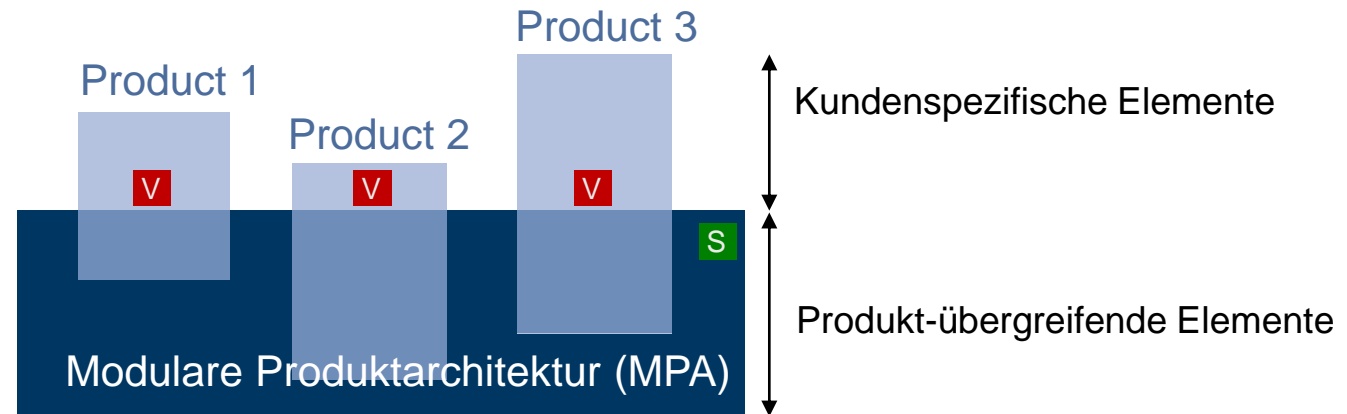 Product 3
Product 1
Kundenspezifische Elemente
Product 2
V
V
V
S
Produkt-übergreifende Elemente
Modulare Produktarchitektur (MPA)